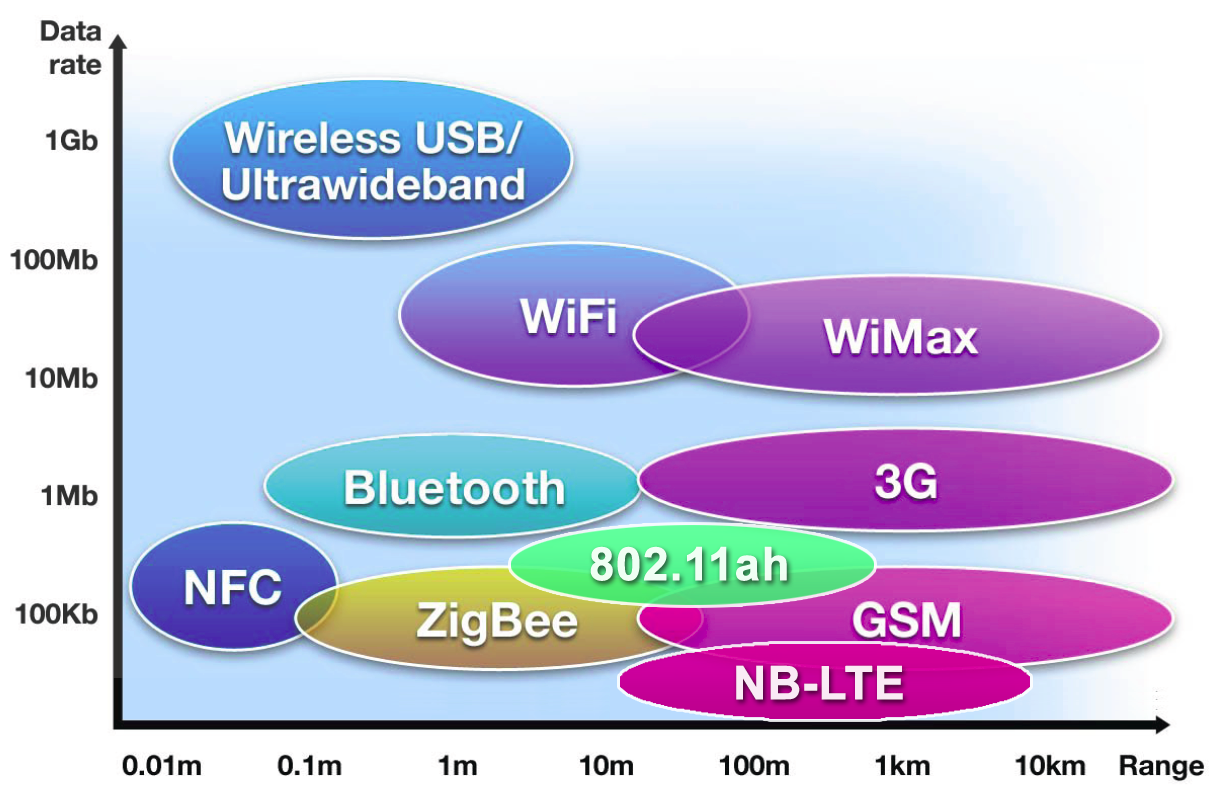 Data
rate
1Gb
Wireless USB/
Ultrawideband
100Mb
WiFi
WiMax
10Mb
Bluetooth
3G
1Mb
802.11ah
NFC
ZigBee
GSM
100Kb
NB-LTE
0.01m 0.1m 1m 10m 100m 1km 10km Range